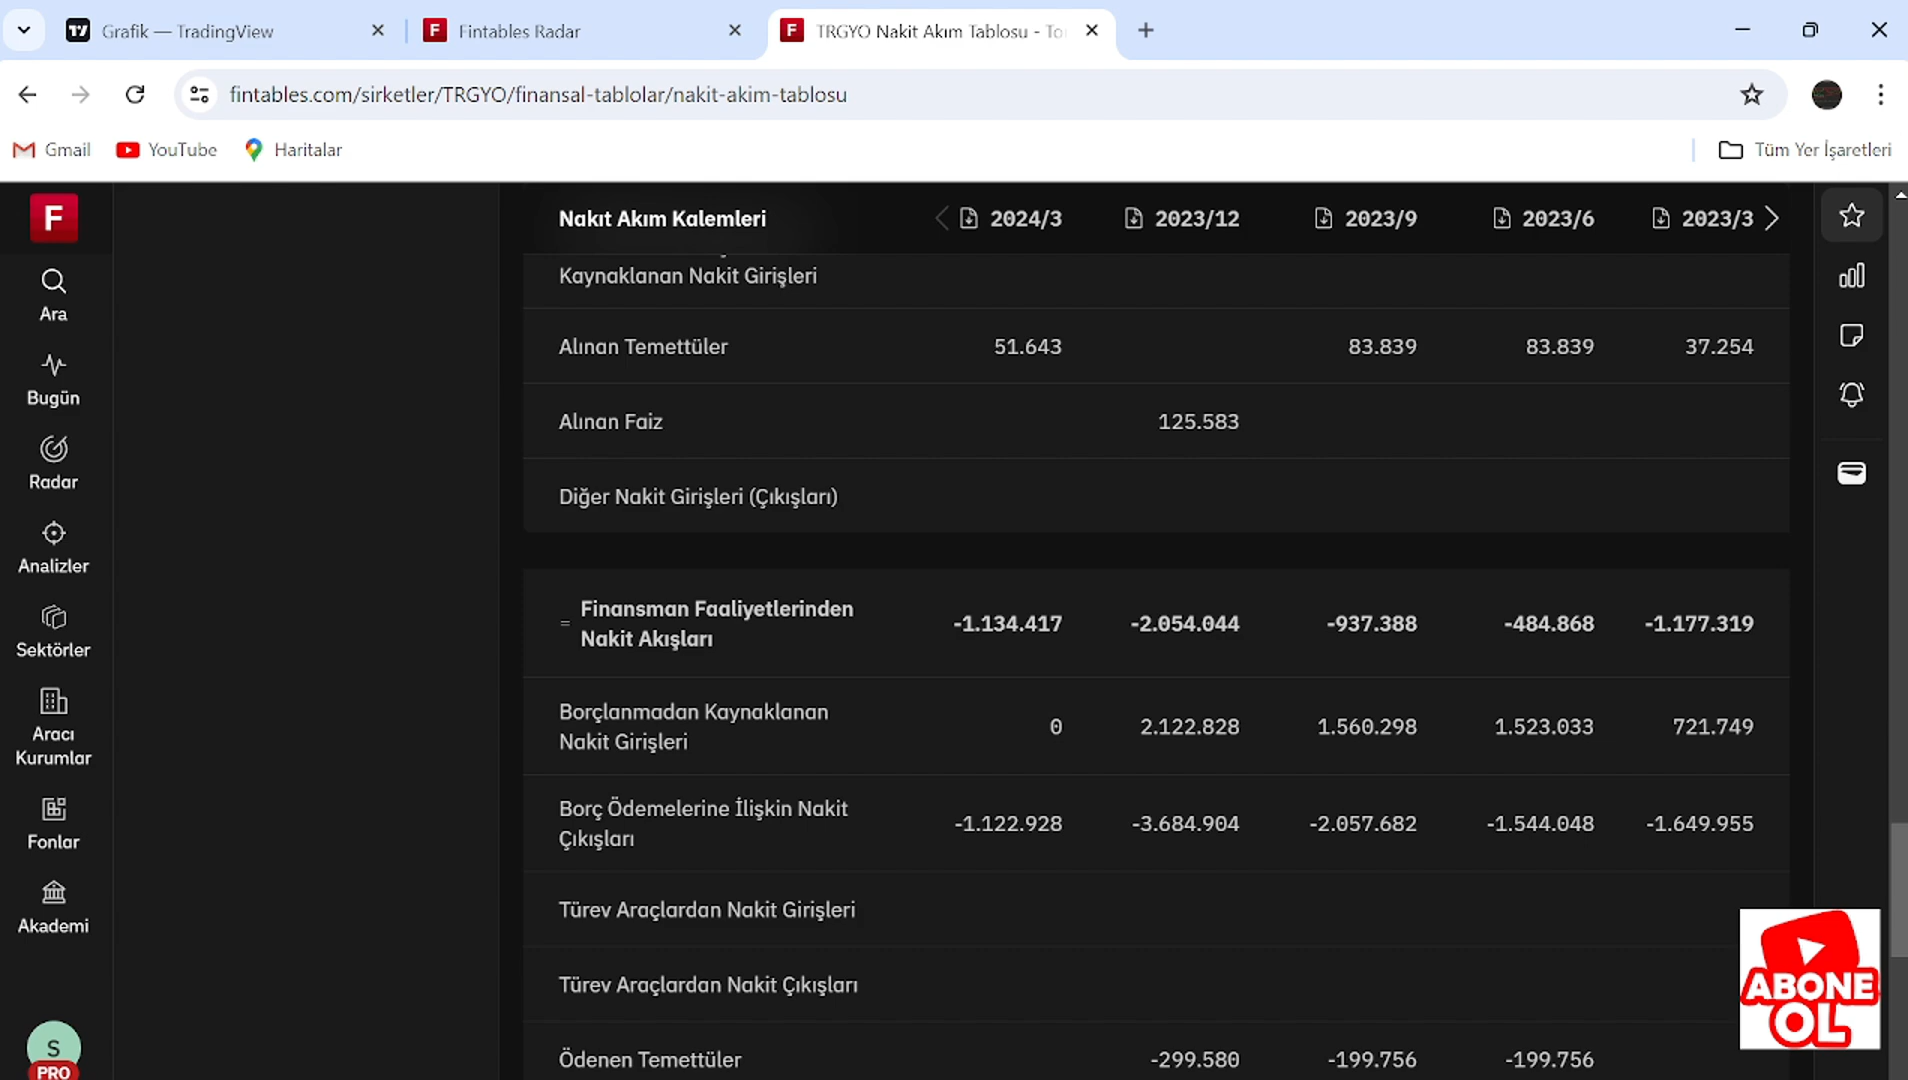 Grafik — TradingView
Fintables Radar
TRGYO Nakit Akım Tablosu - To
fintables.com/sirketler/TRGYO/finansal-tablolar/nakit-akim-tablosu
Gmail
YouTube
Haritalar
Tüm Yer İşaretleri
F
Ara
Bugün
Radar
Analizler
Sektörler
Aracı
Kurumlar
Fonlar
Akademi
S
PRO
Nakıt Akım Kalemleri 2024/3 2023/12 2023/9 2023/6 2023/3
Kaynaklanan Nakit Girişleri
Alınan Temettüler 51.643 83.839 83.839 37.254
Alınan Faiz 125.583
Diğer Nakit Girişleri (Çıkışları)
= Finansman Faaliyetlerinden
Nakit Akışları -1.134.417 -2.054.044 -937.388 -484.868 -1.177.319
Borçlanmadan Kaynaklanan
Nakit Girişleri 0 2.122.828 1.560.298 1.523.033 721.749
Borç Ödemelerine İlişkin Nakit
Çıkışları -1.122.928 -3.684.904 -2.057.682 -1.544.048 -1.649.955
Türev Araçlardan Nakit Girişleri
Türev Araçlardan Nakit Çıkışları
Ödenen Temettüler -299.580 -199.756 -199.756
ABONE
OL